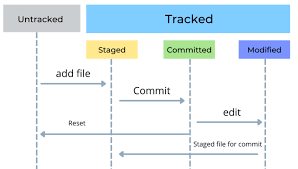 Untracked
Tracked
Staged
Committed
Modified
add file
Commit
edit
Reset
Staged file for commit